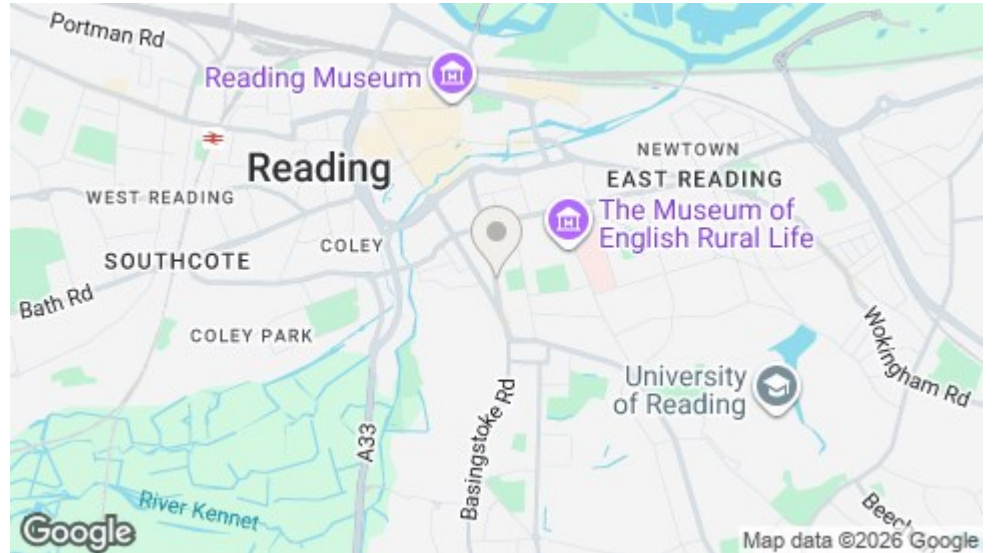 Portman Rd
Reading Museum
Reading
NEWTOWN
EAST READING
WEST READING
The Museum of
English Rural Life
COLEY
SOUTHCOTE
Bath Rd
COLEY PARK
Wokingham Rd
University
of Reading
Basingstoke Rd
A33
River Kennet
Beech
Google
Map data ©2026 Google